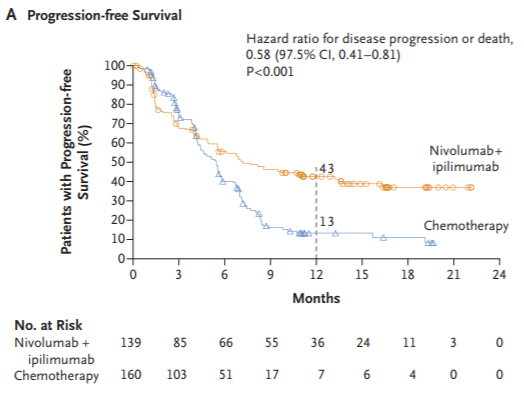 A Progression-free Survival
Hazard ratio for disease progression or death,
0.58 (97.5% CI, 0.41–0.81)
P<0.001
Patients with Progression-free
Survival (%)
100
90
80
70
60
50
40
30
20
10
0
43
13
Nivolumab+
ipilimumab
Chemotherapy
0 3 6 9 12 15 18 21 24
Months
No. at Risk
Nivolumab + 139 85 66 55 36 24 11 3 0
ipilimumab
Chemotherapy 160 103 51 17 7 6 4 0 0